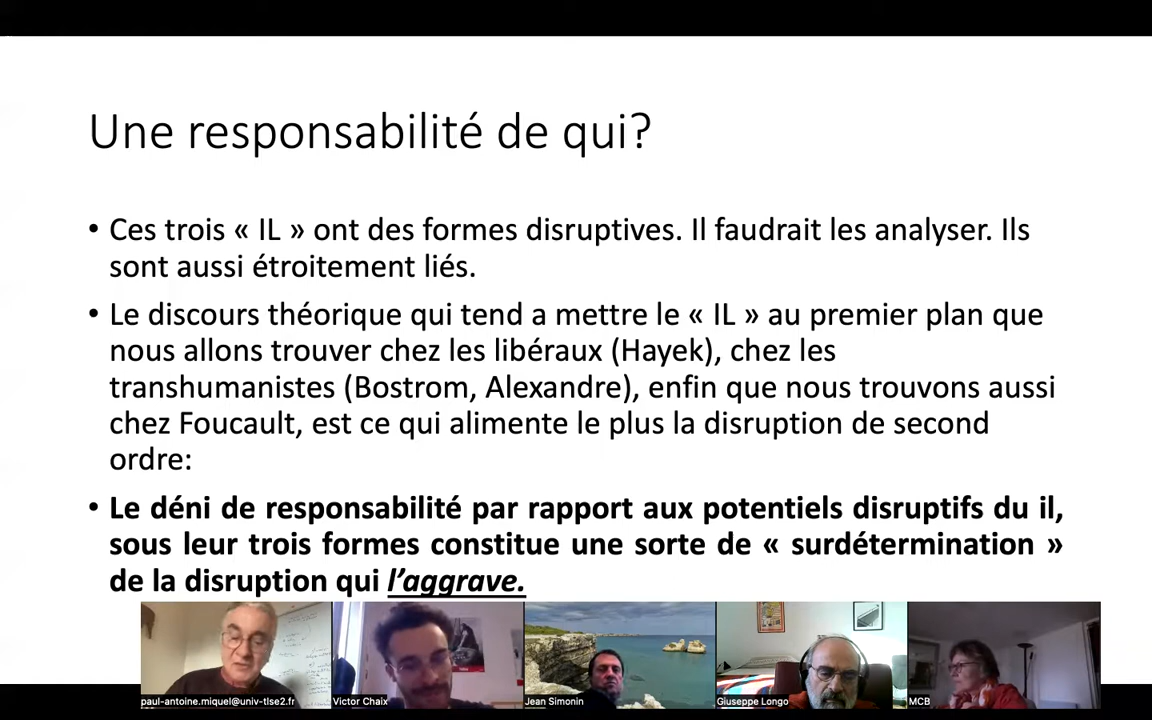 Une responsabilité de qui?
• Ces trois « IL » ont des formes disruptives. Il faudrait les analyser. Ils
sont aussi étroitement liés.
• Le discours théorique qui tend a mettre le « IL » au premier plan que
nous allons trouver chez les libéraux (Hayek), chez les
transhumanistes (Bostrom, Alexandre), enfin que nous trouvons aussi
chez Foucault, est ce qui alimente le plus la disruption de second
ordre:
• Le déni de responsabilité par rapport aux potentiels disruptifs du il,
sous leur trois formes constitue une sorte de « surdétermination »
de la disruption qui l’aggrave.
paul-antoine.miquel@univ-tlse2.fr
Victor Chaix
Jean Simonin
Giuseppe Longo
MCB